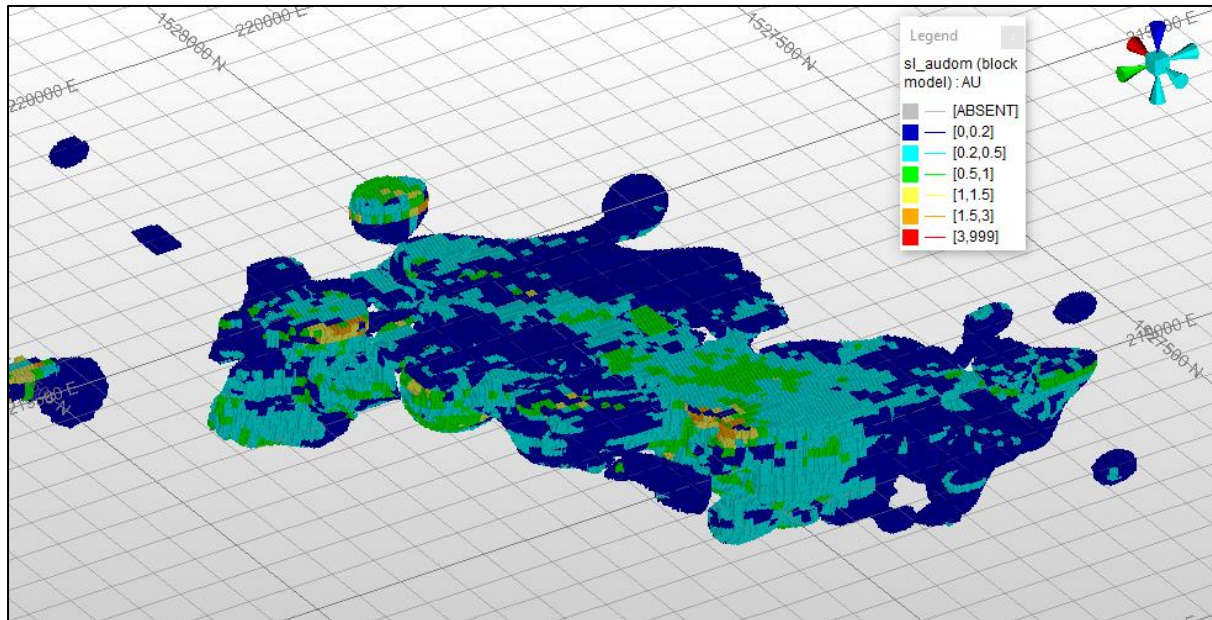 1528000 N
220000 E
1527500 N
220000 E
Legend
sl_audom (block
model) : AU
[ABSENT]
[0,0.2]
[0.2,0.5]
[0.5,1]
[1,1.5]
[1.5,3]
[3,999]